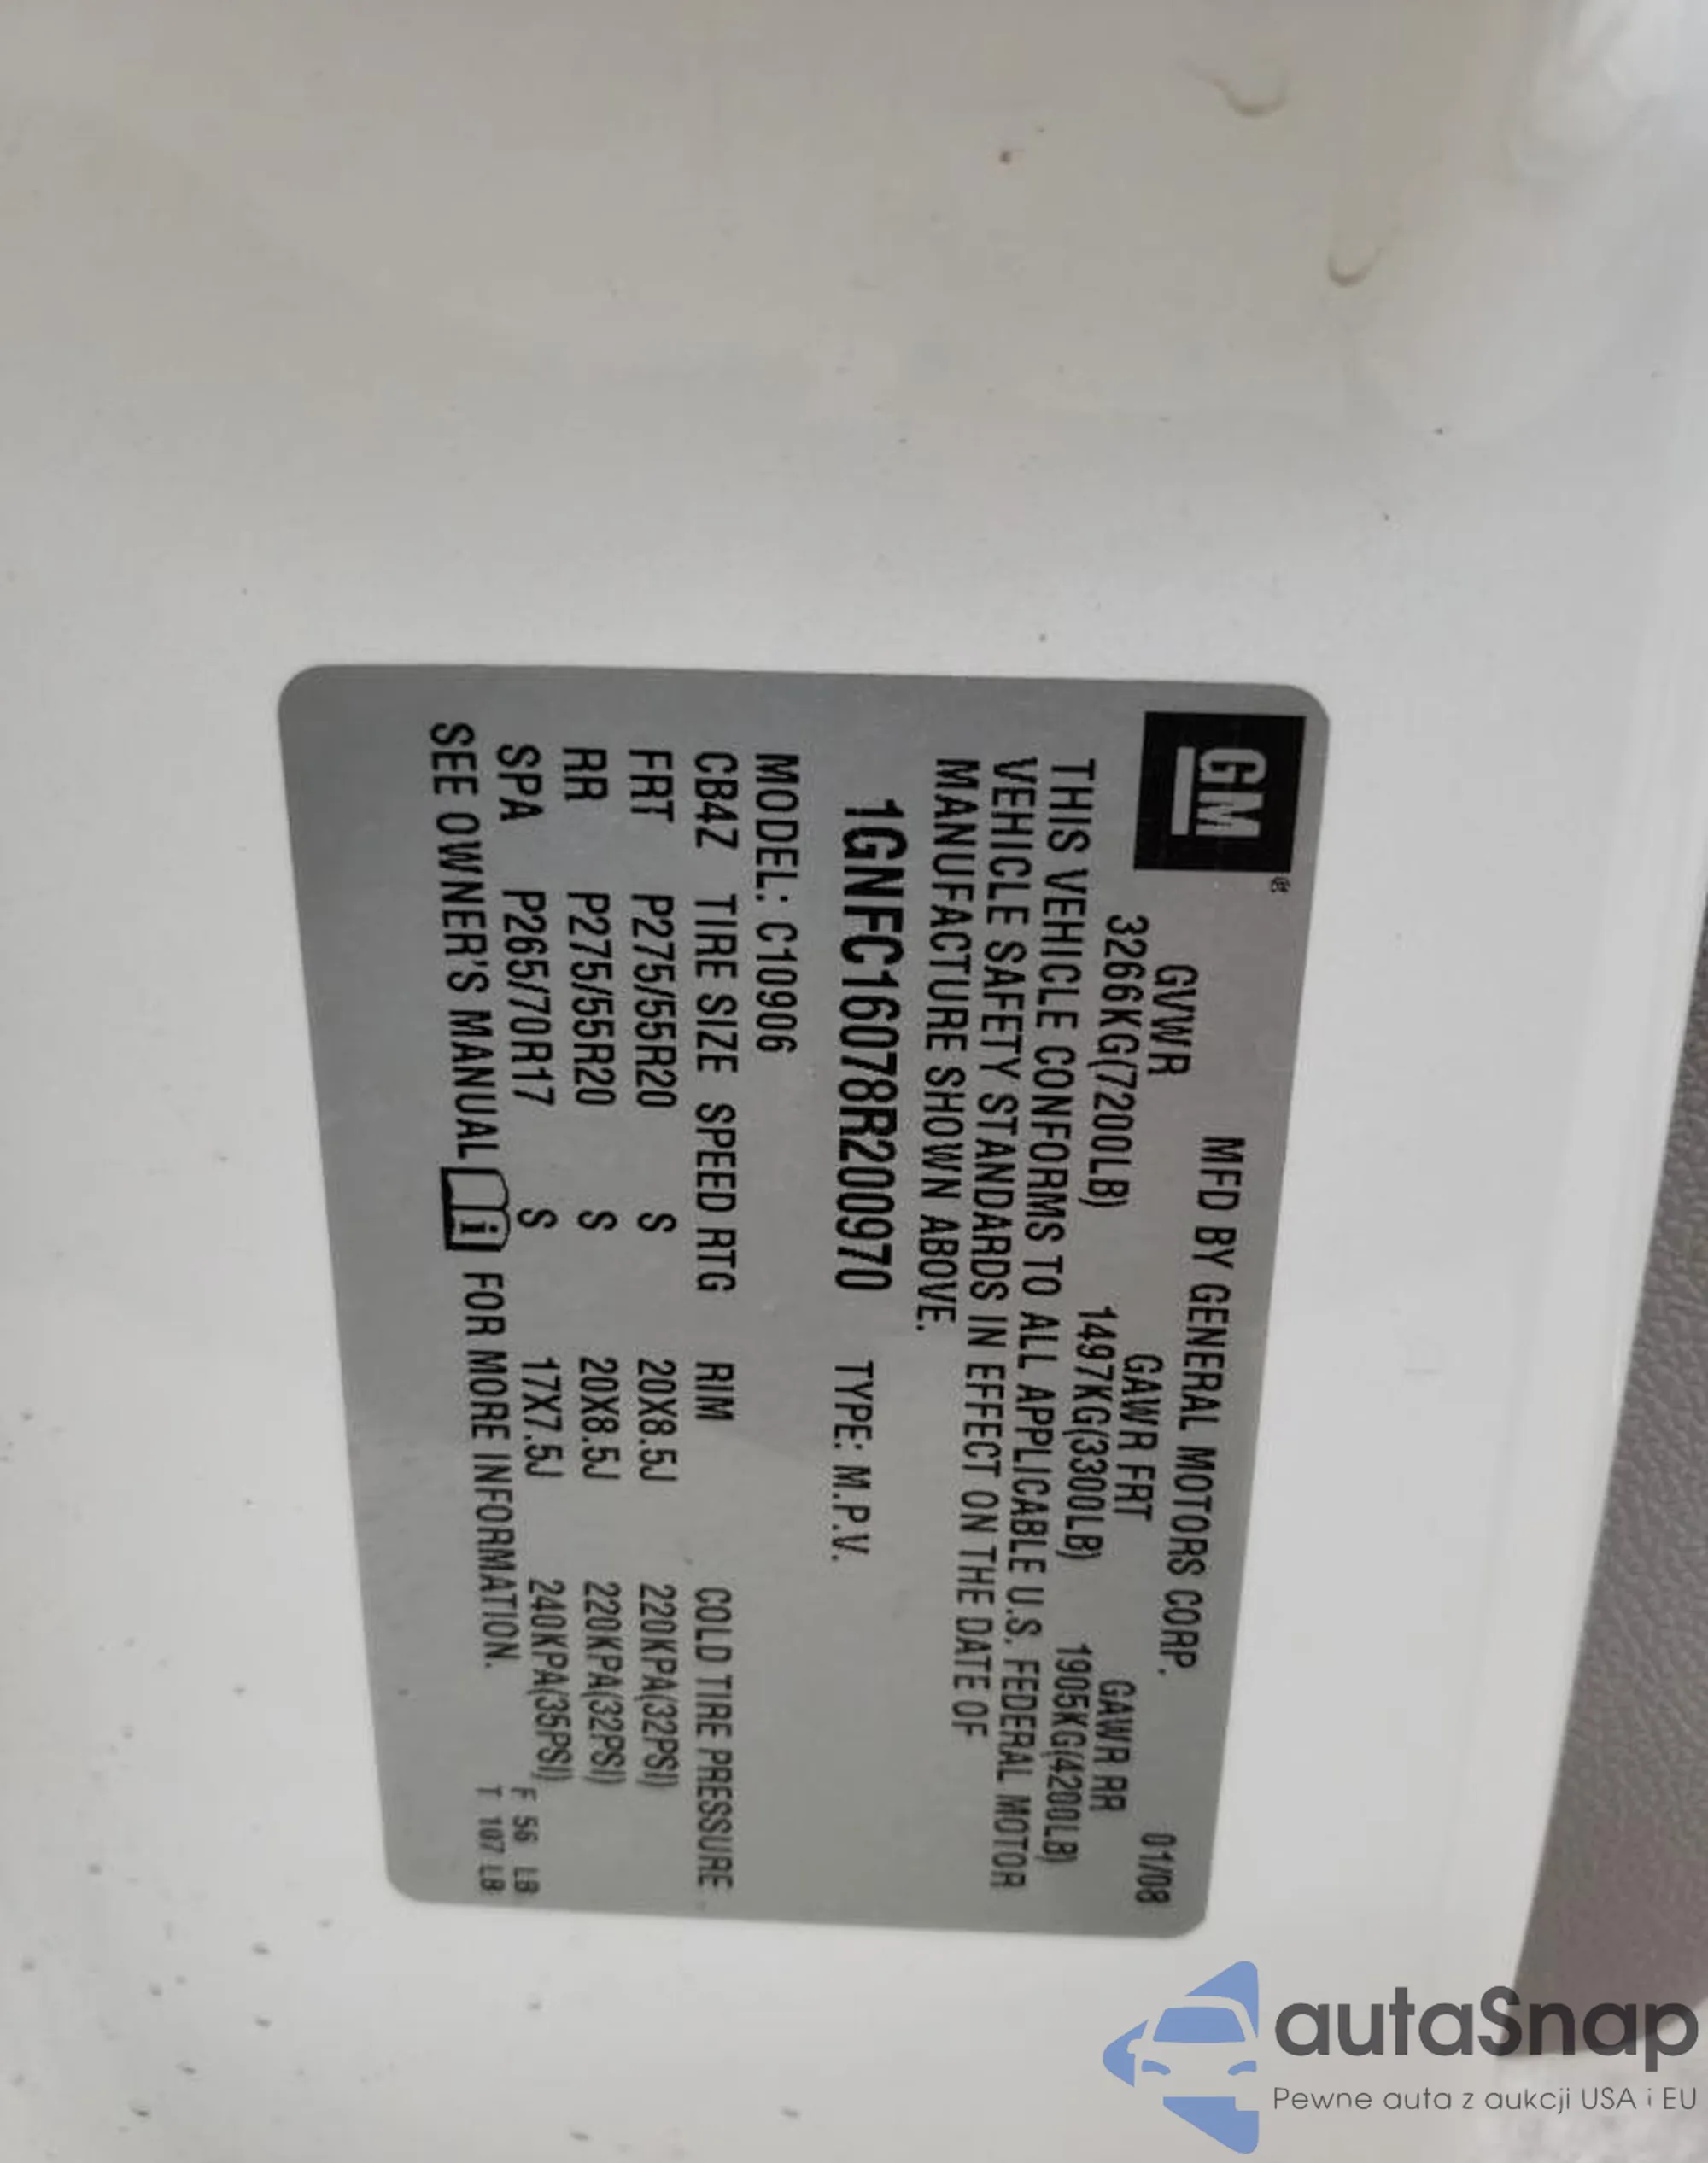 GM®
MFD BY GENERAL MOTORS CORP.
01/08
GVWR GAWR FRT GAWR RR
3266KG(7200LB) 1497KG(3300LB) 1905KG(4200LB)
THIS VEHICLE CONFORMS TO ALL APPLICABLE U.S. FEDERAL MOTOR
VEHICLE SAFETY STANDARDS IN EFFECT ON THE DATE OF
MANUFACTURE SHOWN ABOVE.
1GNFC16078R200970 TYPE: M.P.V.
MODEL: C10906
CB4Z TIRE SIZE SPEED RTG RIM COLD TIRE PRESSURE
FRT P275/55R20 S 20X8.5J 220KPA(32PSI)
RR P275/55R20 S 20X8.5J 220KPA(32PSI)
SPA P265/70R17 S 17X7.5J 240KPA(35PSI)
SEE OWNER'S MANUAL i FOR MORE INFORMATION.
F 56 LB
T 107 LB
autaSnap
Pewne auta z aukcji USA i EU